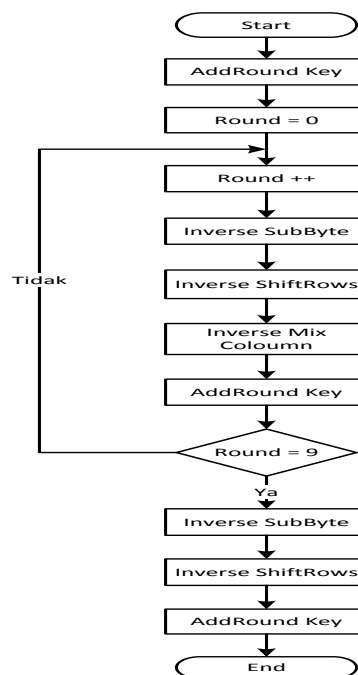 Start
AddRound Key
Round = 0
Round ++
Inverse SubByte
Tidak
Inverse ShiftRows
Inverse Mix
Coloumn
AddRound Key
Round = 9
Ya
Inverse SubByte
Inverse ShiftRows
AddRound Key
End